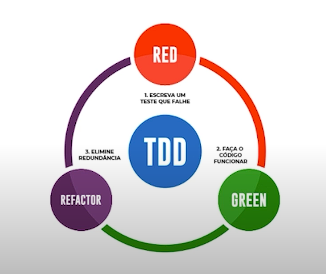 RED
1. ESCREVA UM
TESTE QUE FALHE
TDD
3. ELIMINE
REDUNDÂNCIA
2. FAÇA O
CÓDIGO
FUNCIONAR
REFACTOR
GREEN